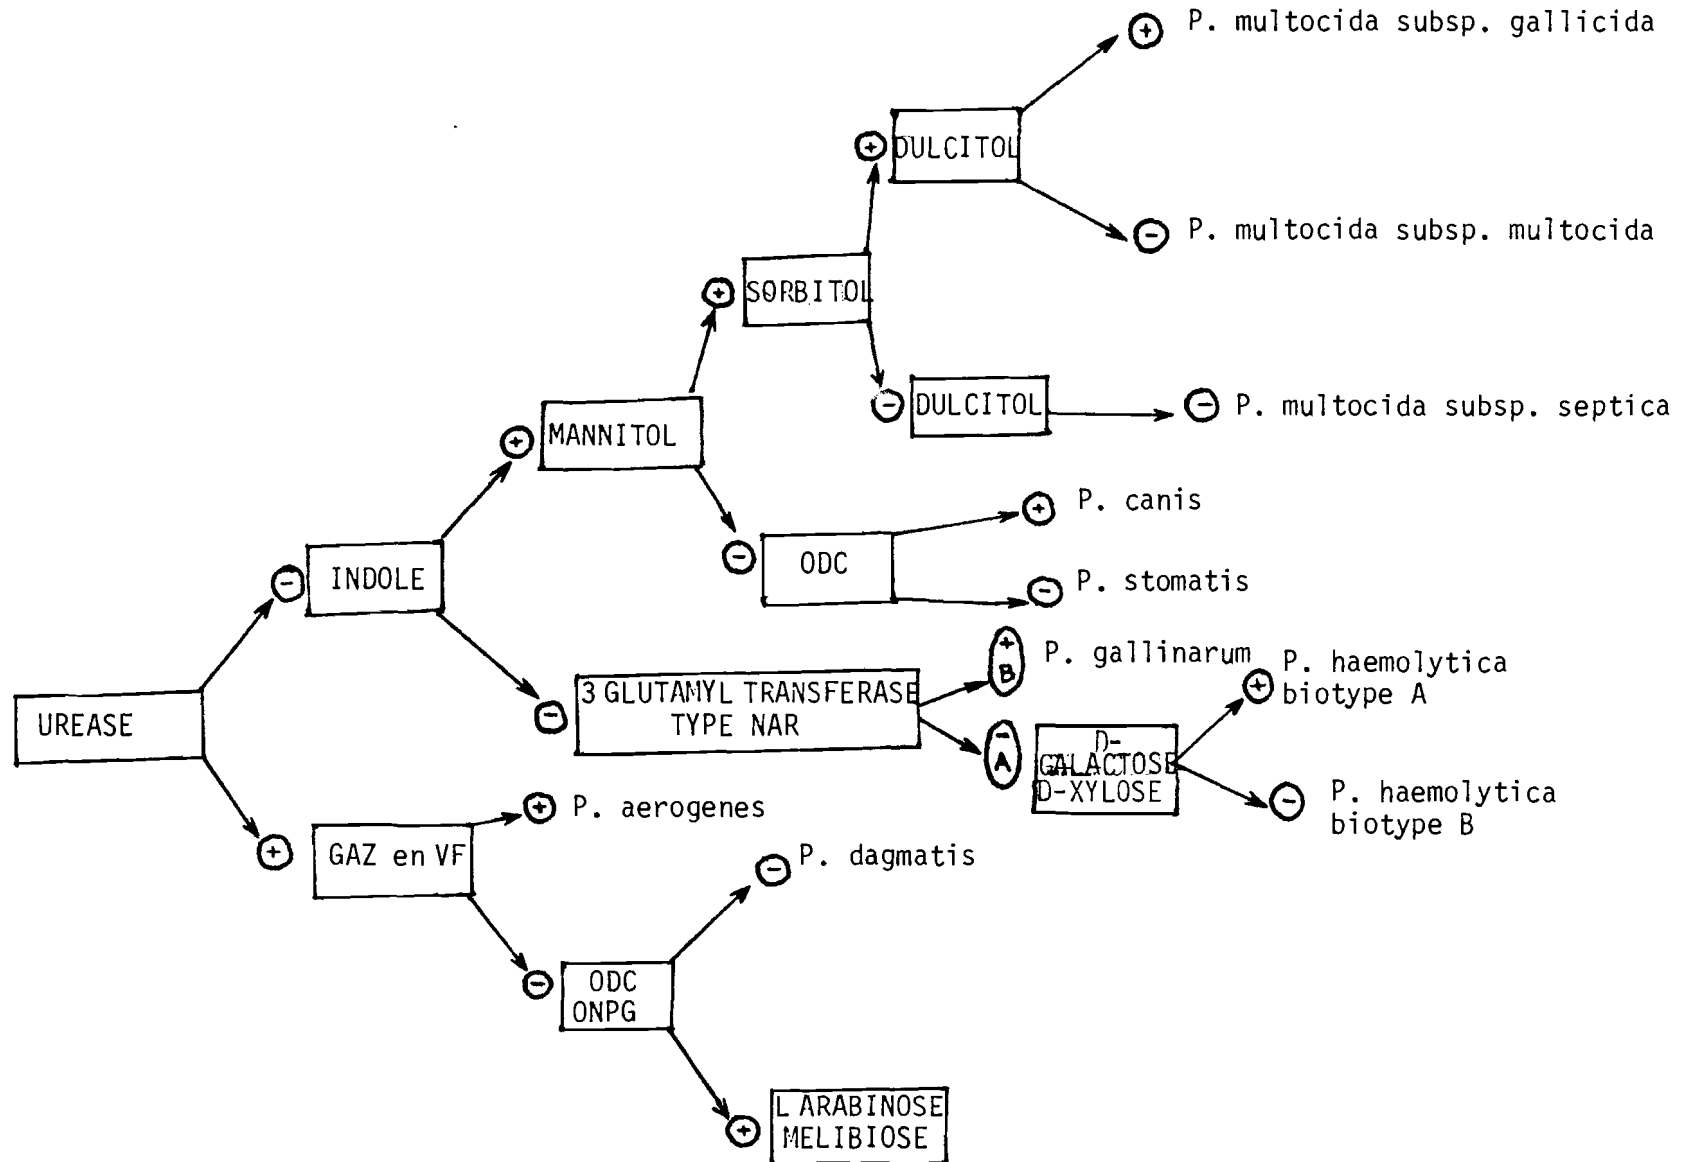 + P. multocida subsp. gallicida
+ DULCITOL
- P. multocida subsp. multocida
+ SORBITOL
- DULCITOL
- P. multocida subsp. septica
+ MANNITOL
+ P. canis
- ODC
- P. stomatis
- INDOLE
+ B P. gallinarum
3 GLUTAMYL TRANSFERASE
TYPE NAR
-
+ P. haemolytica
biotype A
- A
D-
GALACTOSE
D-XYLOSE
- P. haemolytica
biotype B
UREASE
+ P. aerogenes
+ GAZ en VF
- P. dagmatis
- ODC
ONPG
+ L ARABINOSE
MELIBIOSE